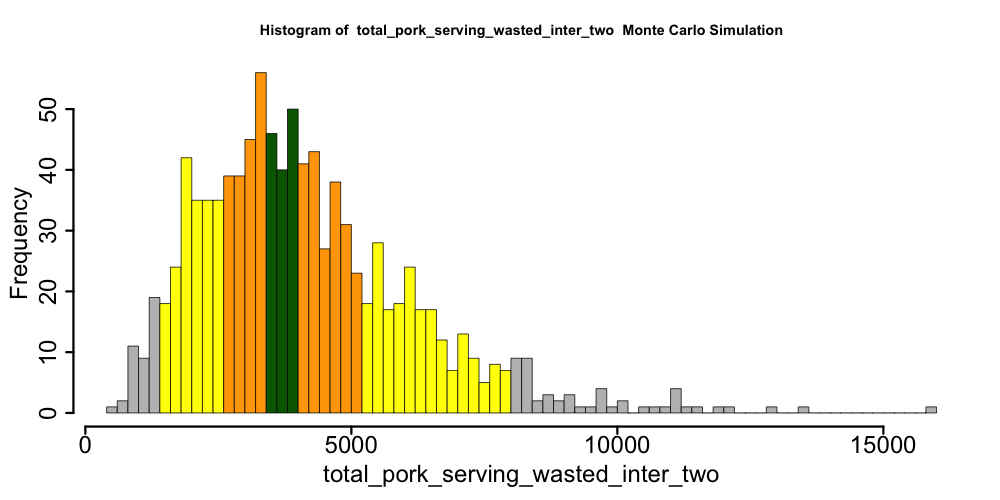 Histogram of  total_pork_serving_wasted_inter_two  Monte Carlo Simulation
Frequency
50
40
30
20
10
0
0 5000 10000 15000
total_pork_serving_wasted_inter_two